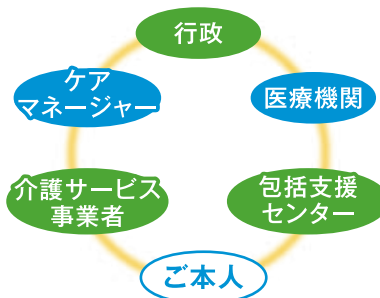 行政
ケア
マネージャー
医療機関
介護サービス
事業者
包括支援
センター
ご本人